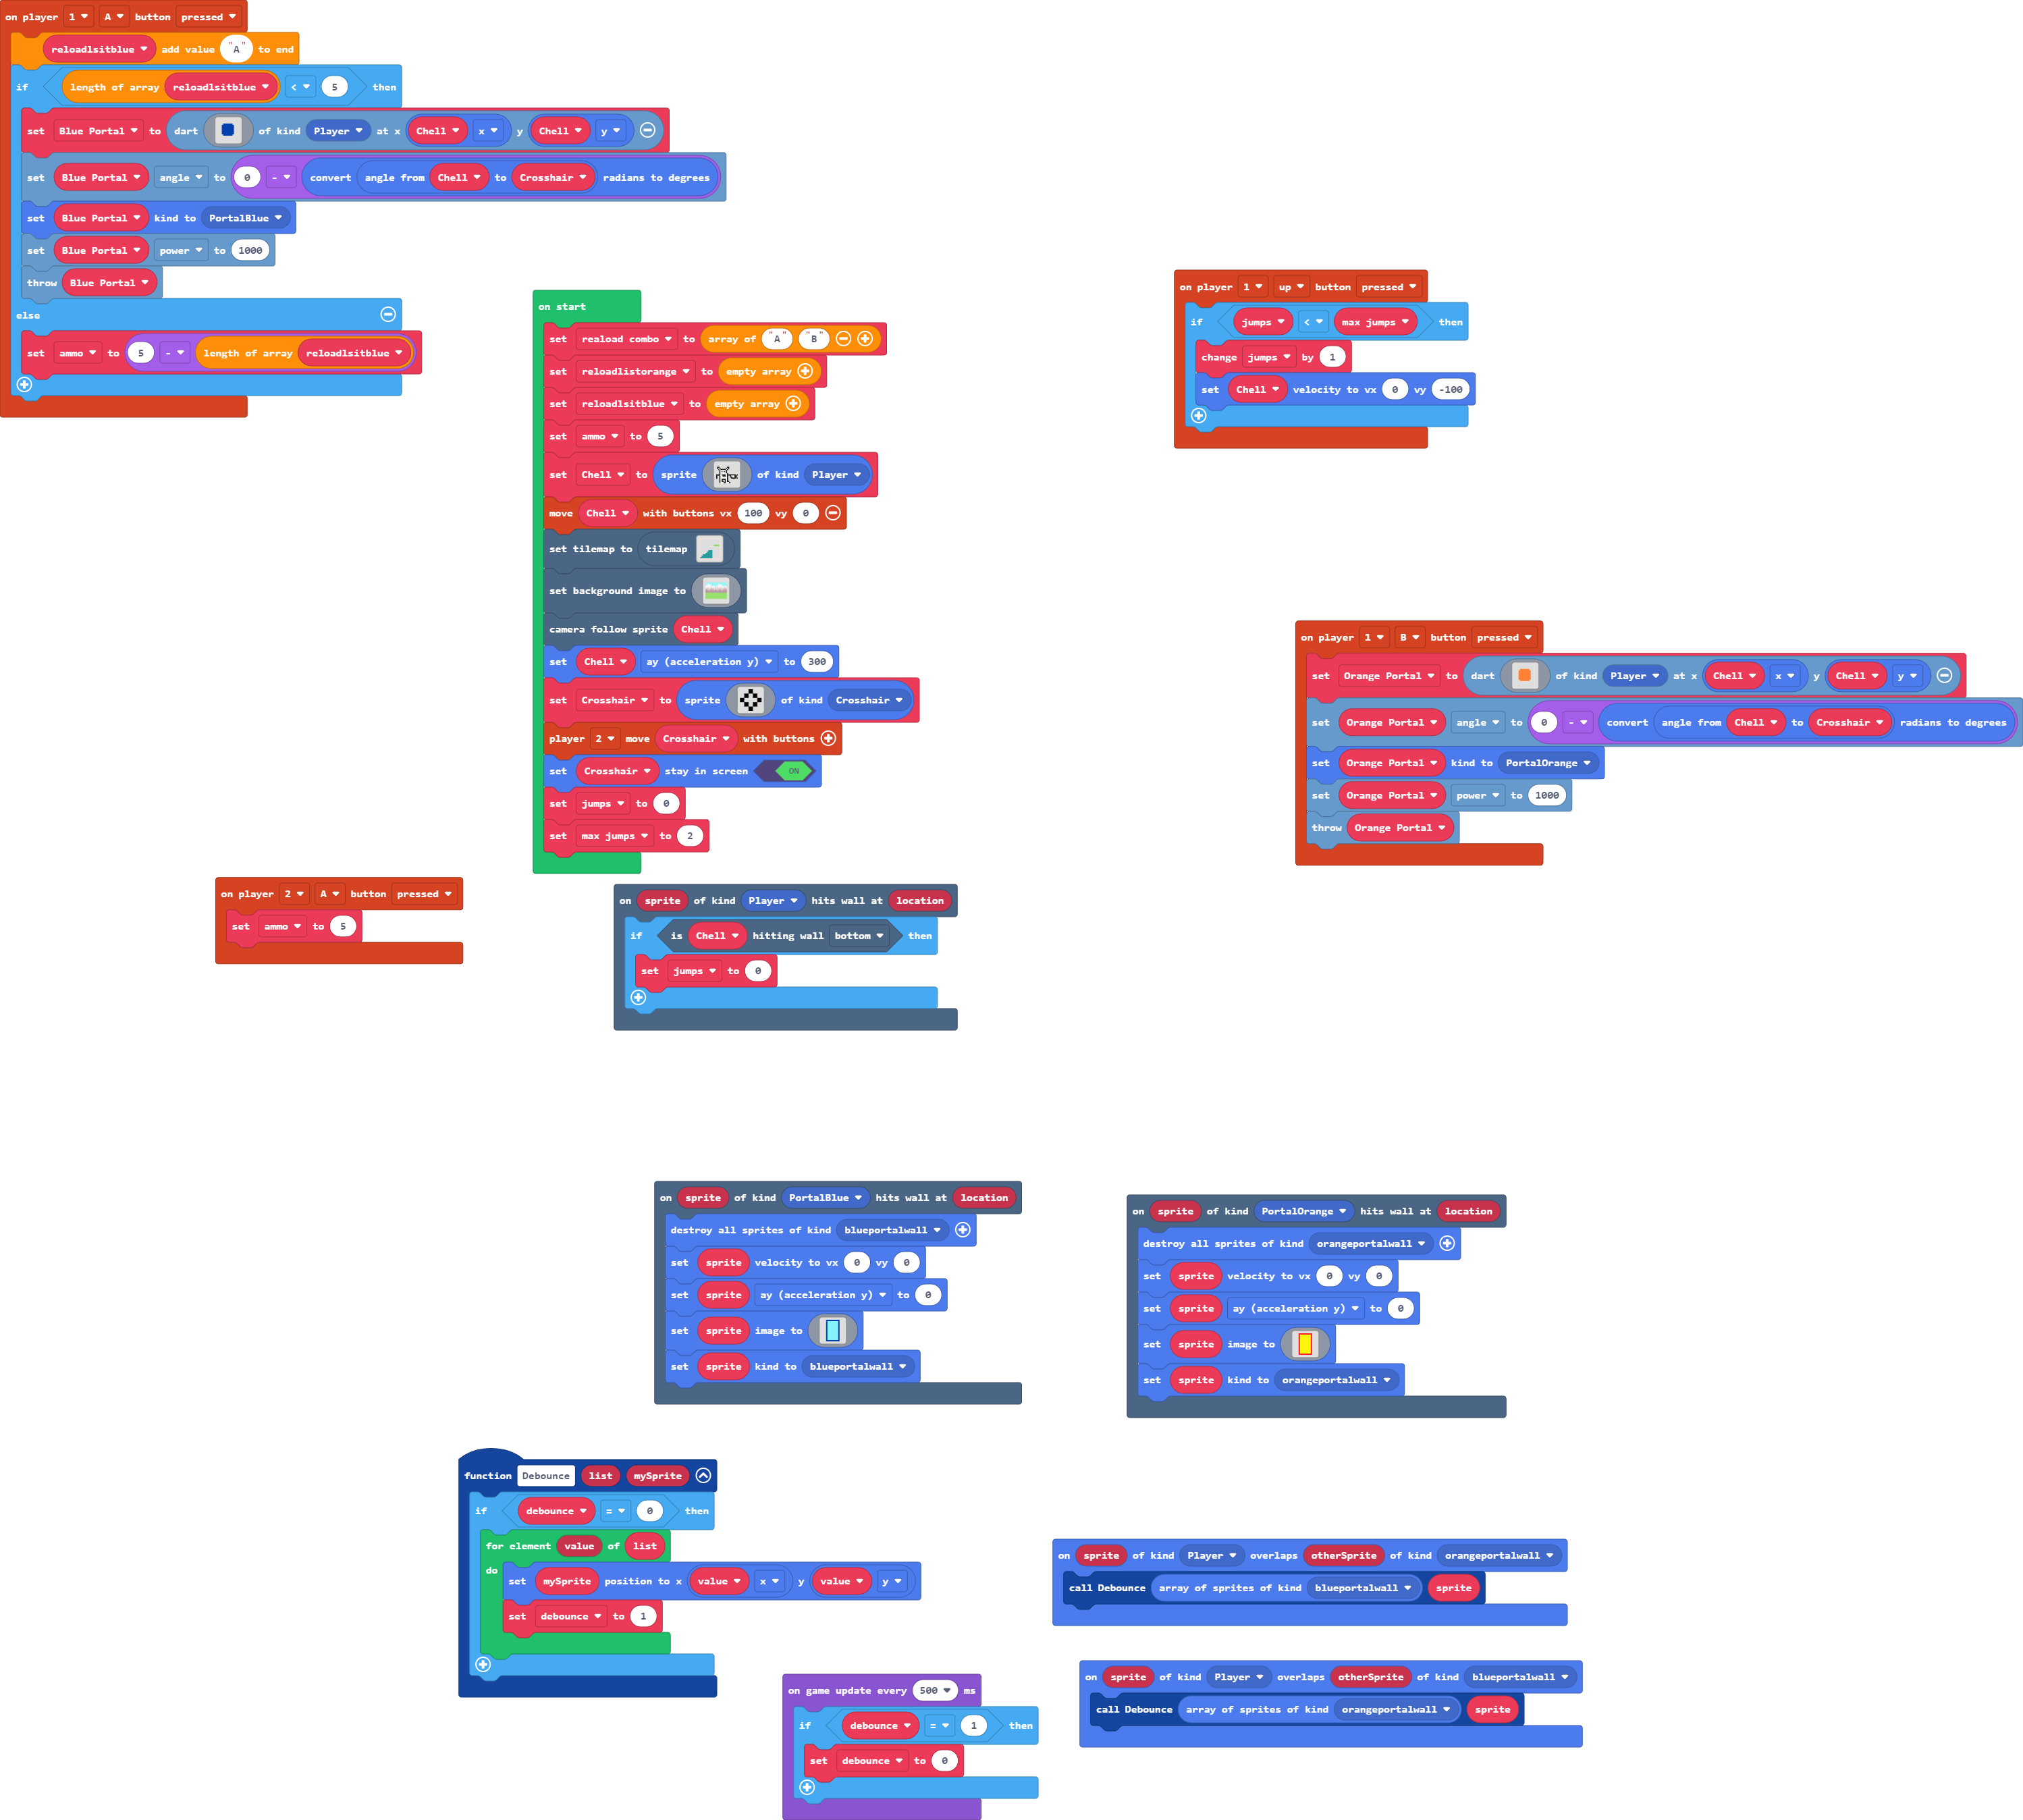 on player 1 A button pressed
reloadlsitblue add value "A" to end
if length of array reloadlsitblue < 5 then
set Blue Portal to dart of kind Player at x Chell x y Chell y
set Blue Portal angle to 0 - convert angle from Chell to Crosshair radians to degrees
set Blue Portal kind to PortalBlue
set Blue Portal power to 1000
throw Blue Portal
else
set ammo to 5 - length of array reloadlsitblue
on start
set reaload combo to array of "A" "B"
set reloadlistorange to empty array
set reloadlsitblue to empty array
set ammo to 5
set Chell to sprite of kind Player
move Chell with buttons vx 100 vy 0
set tilemap to tilemap
set background image to
camera follow sprite Chell
set Chell ay (acceleration y) to 300
set Crosshair to sprite of kind Crosshair
player 2 move Crosshair with buttons
set Crosshair stay in screen ON
set jumps to 0
set max jumps to 2
on player 1 up button pressed
if jumps < max jumps then
change jumps by 1
set Chell velocity to vx 0 vy -100
on player 1 B button pressed
set Orange Portal to dart of kind Player at x Chell x y Chell y
set Orange Portal angle to 0 - convert angle from Chell to Crosshair radians to degrees
set Orange Portal kind to PortalOrange
set Orange Portal power to 1000
throw Orange Portal
on player 2 A button pressed
set ammo to 5
on sprite of kind Player hits wall at location
if is Chell hitting wall bottom then
set jumps to 0
on sprite of kind PortalBlue hits wall at location
destroy all sprites of kind blueportalwall
set sprite velocity to vx 0 vy 0
set sprite ay (acceleration y) to 0
set sprite image to
set sprite kind to blueportalwall
on sprite of kind PortalOrange hits wall at location
destroy all sprites of kind orangeportalwall
set sprite velocity to vx 0 vy 0
set sprite ay (acceleration y) to 0
set sprite image to
set sprite kind to orangeportalwall
function Debounce list mySprite
if debounce = 0 then
for element value of list
do
set mySprite position to x value x y value y
set debounce to 1
on sprite of kind Player overlaps otherSprite of kind orangeportalwall
call Debounce array of sprites of kind blueportalwall sprite
on sprite of kind Player overlaps otherSprite of kind blueportalwall
call Debounce array of sprites of kind orangeportalwall sprite
on game update every 500 ms
if debounce = 1 then
set debounce to 0